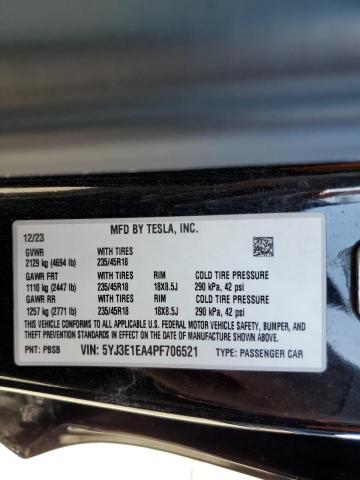 MFD BY TESLA, INC.
12/23
GVWR WITH TIRES
2129 kg (4694 lb) 235/45R18
GAWR FRT WITH TIRES RIM COLD TIRE PRESSURE
1110 kg (2447 lb) 235/45R18 18X8.5J 290 kPa, 42 psi
GAWR RR WITH TIRES RIM COLD TIRE PRESSURE
1257 kg (2771 lb) 235/45R18 18X8.5J 290 kPa, 42 psi
THIS VEHICLE CONFORMS TO ALL APPLICABLE U.S. FEDERAL MOTOR VEHICLE SAFETY, BUMPER, AND
THEFT PREVENTION STANDARDS IN EFFECT ON THE DATE OF MANUFACTURE SHOWN ABOVE.
PNT: PBSB VIN: 5YJ3E1EA4PF706521 TYPE: PASSENGER CAR